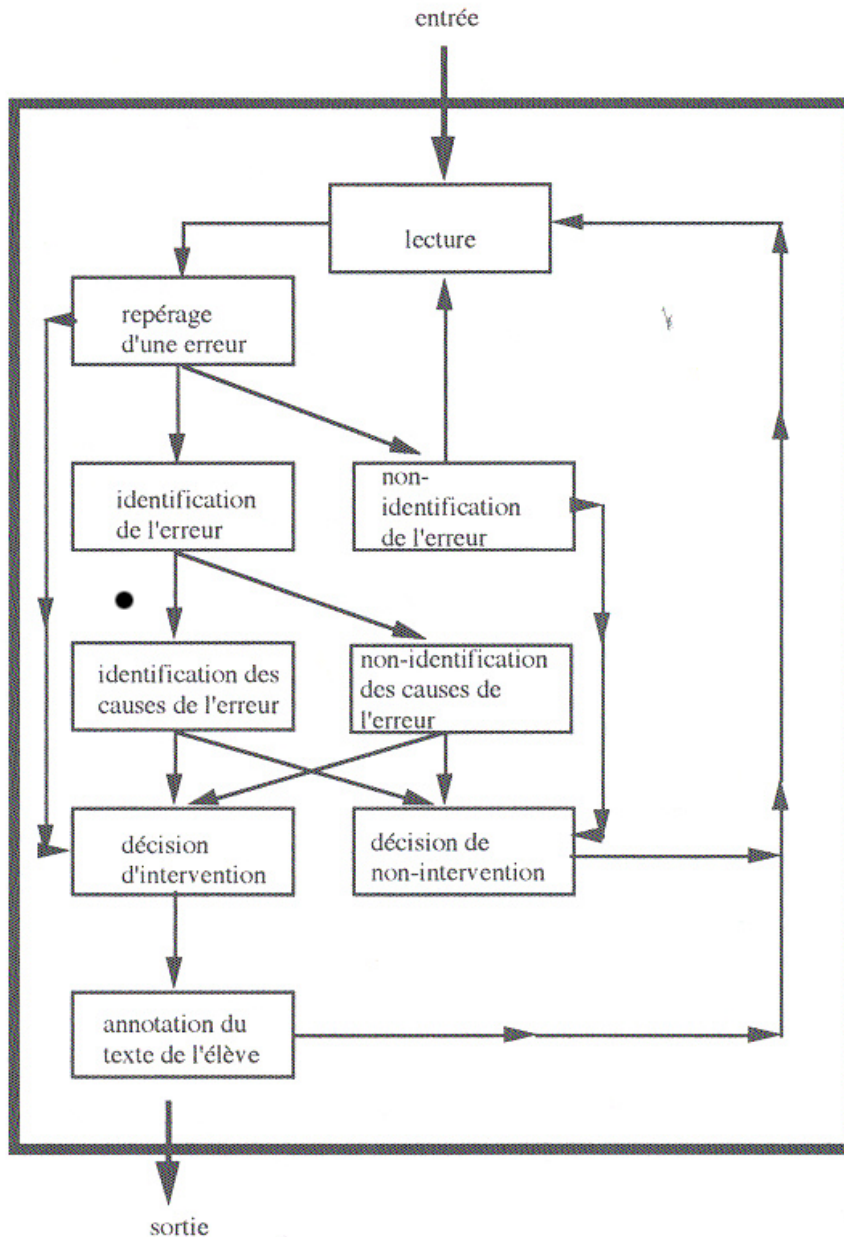 entrée
lecture
repérage
d'une erreur
identification
de l'erreur
non-
identification
de l'erreur
identification des
causes de l'erreur
non-identification
des causes de
l'erreur
décision
d'intervention
décision de
non-intervention
annotation du
texte de l'élève
sortie